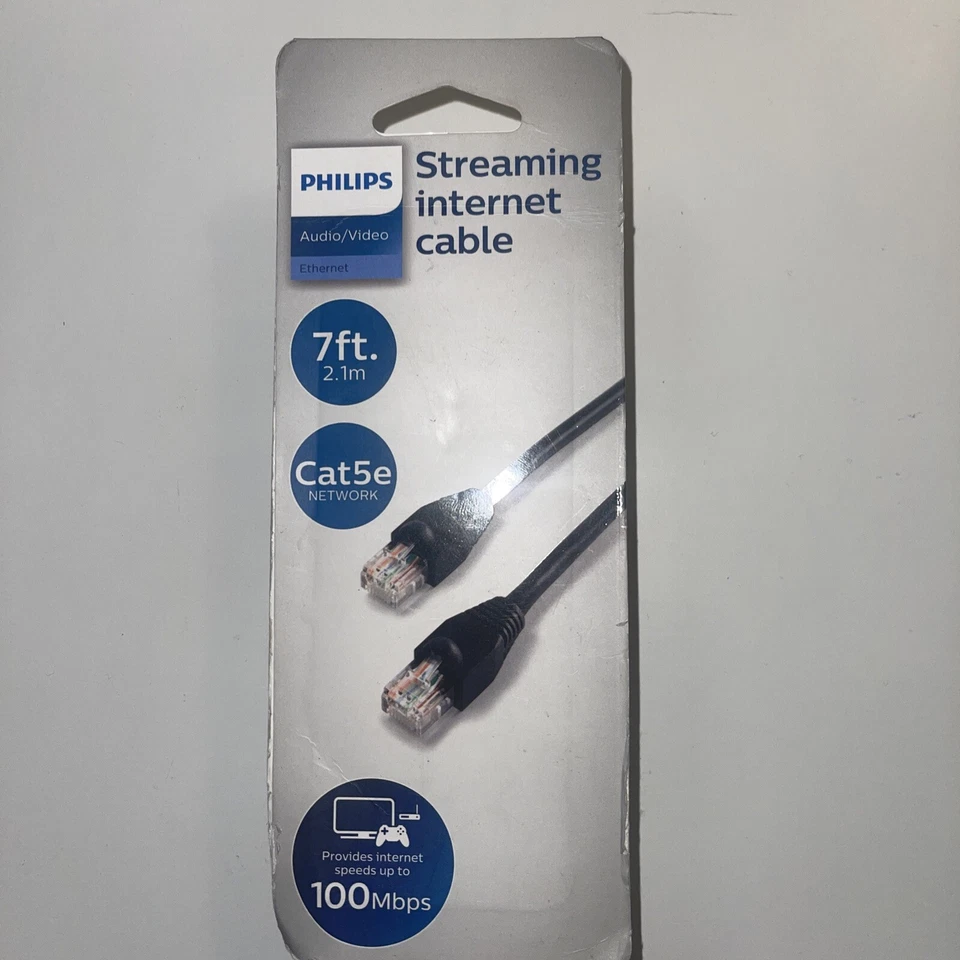 PHILIPS
Audio/Video
Ethernet
Streaming
internet
cable
7ft.
2.1m
Cat5e
NETWORK
Provides internet
speeds up to
100Mbps